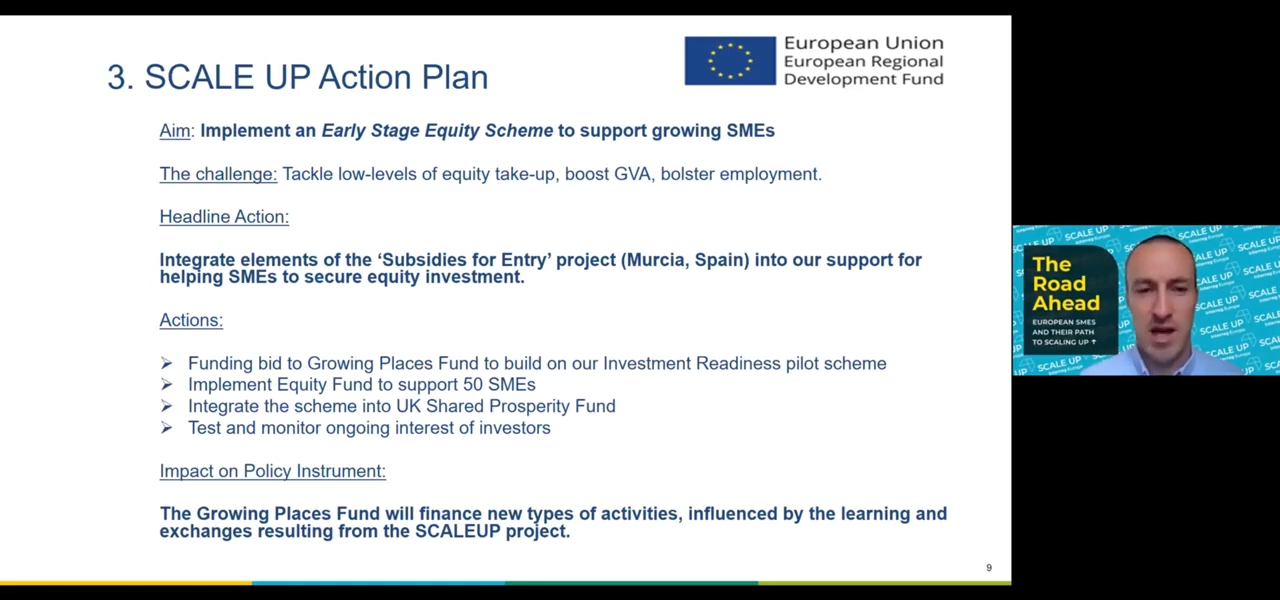 3. SCALE UP Action Plan
European Union
European Regional
Development Fund
Aim: Implement an Early Stage Equity Scheme to support growing SMEs
The challenge: Tackle low-levels of equity take-up, boost GVA, bolster employment.
Headline Action:
Integrate elements of the ‘Subsidies for Entry’ project (Murcia, Spain) into our support for
helping SMEs to secure equity investment.
Actions:
➢ Funding bid to Growing Places Fund to build on our Investment Readiness pilot scheme
➢ Implement Equity Fund to support 50 SMEs
➢ Integrate the scheme into UK Shared Prosperity Fund
➢ Test and monitor ongoing interest of investors
Impact on Policy Instrument:
The Growing Places Fund will finance new types of activities, influenced by the learning and
exchanges resulting from the SCALEUP project.
9
The
Road
Ahead
EUROPEAN SMES
AND THEIR PATH
TO SCALING UP ↑
SCALE UP
Interreg Europe